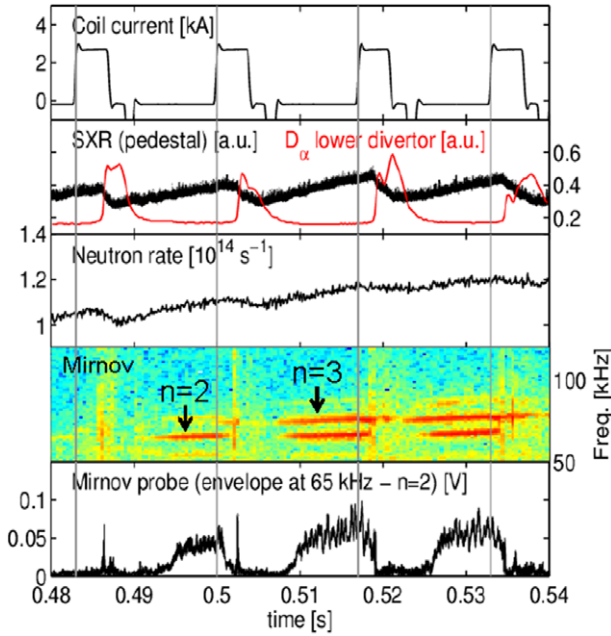 4
Coil current [kA]
2
0
SXR (pedestal) [a.u.] Dα lower divertor [a.u.]
0.6
0.4
0.2
1.4
Neutron rate [10¹⁴ s⁻¹]
1.2
1
Mirnov
n=2
n=3
100
50
Freq. [kHz]
0.1
Mirnov probe (envelope at 65 kHz − n=2) [V]
0.05
0
0.48 0.49 0.5 0.51 0.52 0.53 0.54
time [s]